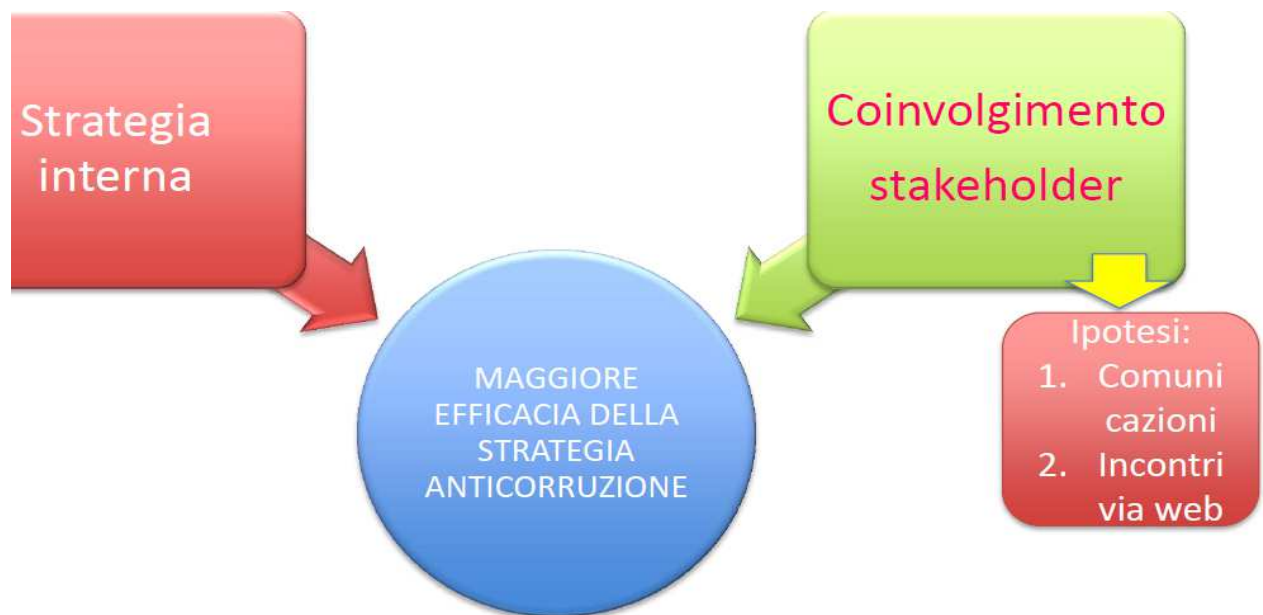 Strategia
interna
Coinvolgimento
stakeholder
MAGGIORE
EFFICACIA DELLA
STRATEGIA
ANTICORRUZIONE
Ipotesi:
1. Comuni
cazioni
2. Incontri
via web